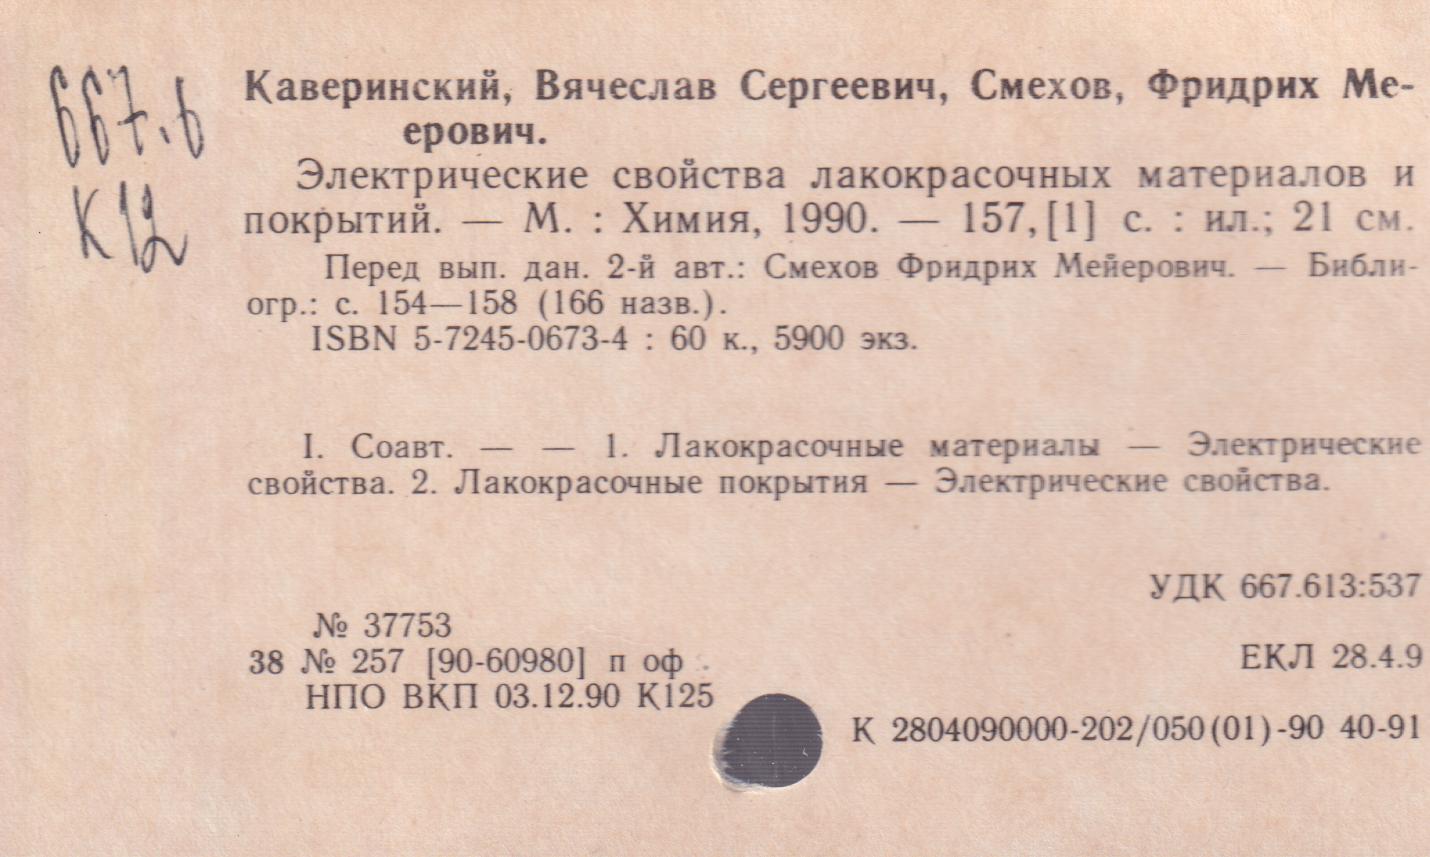 667.6
К12
Каверинский, Вячеслав Сергеевич, Смехов, Фридрих Ме-
ерович.
Электрические свойства лакокрасочных материалов и
покрытий. — М. : Химия, 1990. — 157, [1] с. : ил.; 21 см.
Перед вып. дан. 2-й авт.: Смехов Фридрих Мейерович. — Библи-
огр.: с. 154—158 (166 назв.).
ISBN 5-7245-0673-4 : 60 к., 5900 экз.
I. Соавт. — — 1. Лакокрасочные материалы — Электрические
свойства. 2. Лакокрасочные покрытия — Электрические свойства.
УДК 667.613:537
№ 37753
38 № 257 [90-60980] п оф
ЕКЛ 28.4.9
НПО ВКП 03.12.90 К125
К 2804090000-202/050(01)-90 40-91